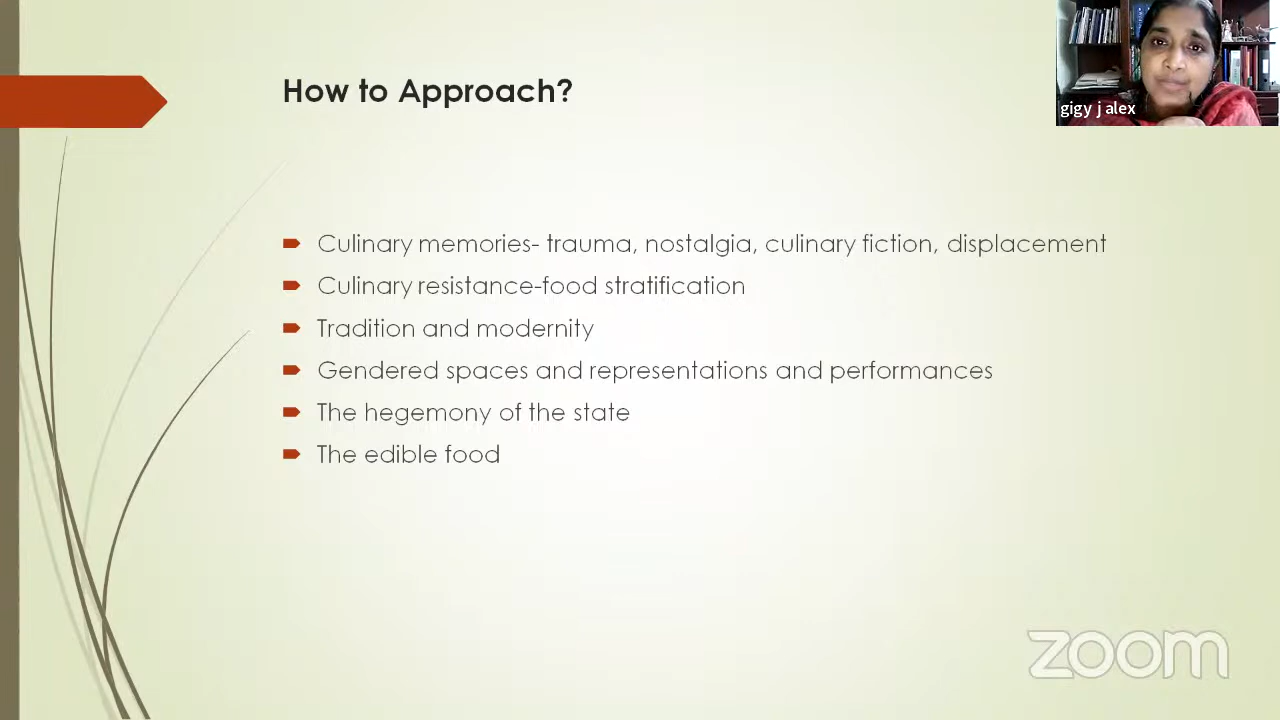 How to Approach?
gigy j alex
Culinary memories- trauma, nostalgia, culinary fiction, displacement
Culinary resistance-food stratification
Tradition and modernity
Gendered spaces and representations and performances
The hegemony of the state
The edible food
zoom